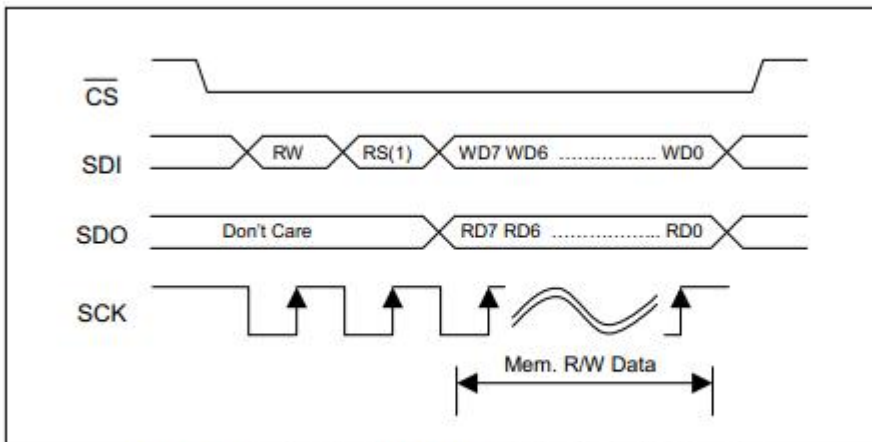 CS
SDI RW RS(1) WD7 WD6 ................ WD0
SDO Don't Care RD7 RD6 ................ RD0
SCK
Mem. R/W Data